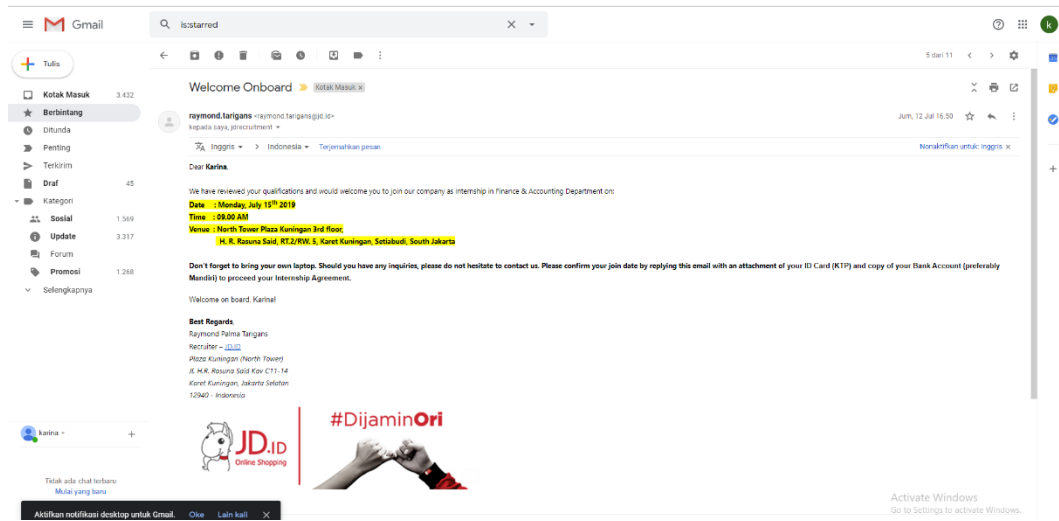 Gmail
is:starred
k
Tulis
5 dari 11
Kotak Masuk 3.432
Berbintang
Ditunda
Penting
Terkirim
Draf 45
Kategori
Sosial 1.569
Update 3.317
Forum
Promosi 1.268
Selengkapnya
Welcome Onboard Kotak Masuk x
raymond.tarigans <raymond.tarigans@jd.id> Jum, 12 Jul 16.50
kepada saya, jdrecruitment
Inggris > Indonesia Terjemahkan pesan Nonaktifkan untuk: Inggris x
Dear Karina,
We have reviewed your qualifications and would welcome you to join our company as Internship in Finance & Accounting Department on:
Date : Monday, July 15th 2019
Time : 09.00 AM
Venue : North Tower Plaza Kuningan 3rd floor,
H. R. Rasuna Said, RT.2/RW. 5, Karet Kuningan, Setiabudi, South Jakarta
Don't forget to bring your own laptop. Should you have any inquiries, please do not hesitate to contact us. Please confirm your join date by replying this email with an attachment of your ID Card (KTP) and copy of your Bank Account (preferably
Mandiri) to proceed your Internship Agreement.
Welcome on board, Karina!
Best Regards,
Raymond Palma Tarigans
Recruiter – JD.ID
Plaza Kuningan (North Tower)
Jl. H.R. Rasuna Said Kav C11-14
Karet Kuningan, Jakarta Selatan
12940 - Indonesia
JD.ID
Online Shopping
#DijaminOri
karina
Tidak ada chat terbaru
Mulai yang baru
Aktifkan notifikasi desktop untuk Gmail. Oke Lain kali X
Activate Windows
Go to Settings to activate Windows.